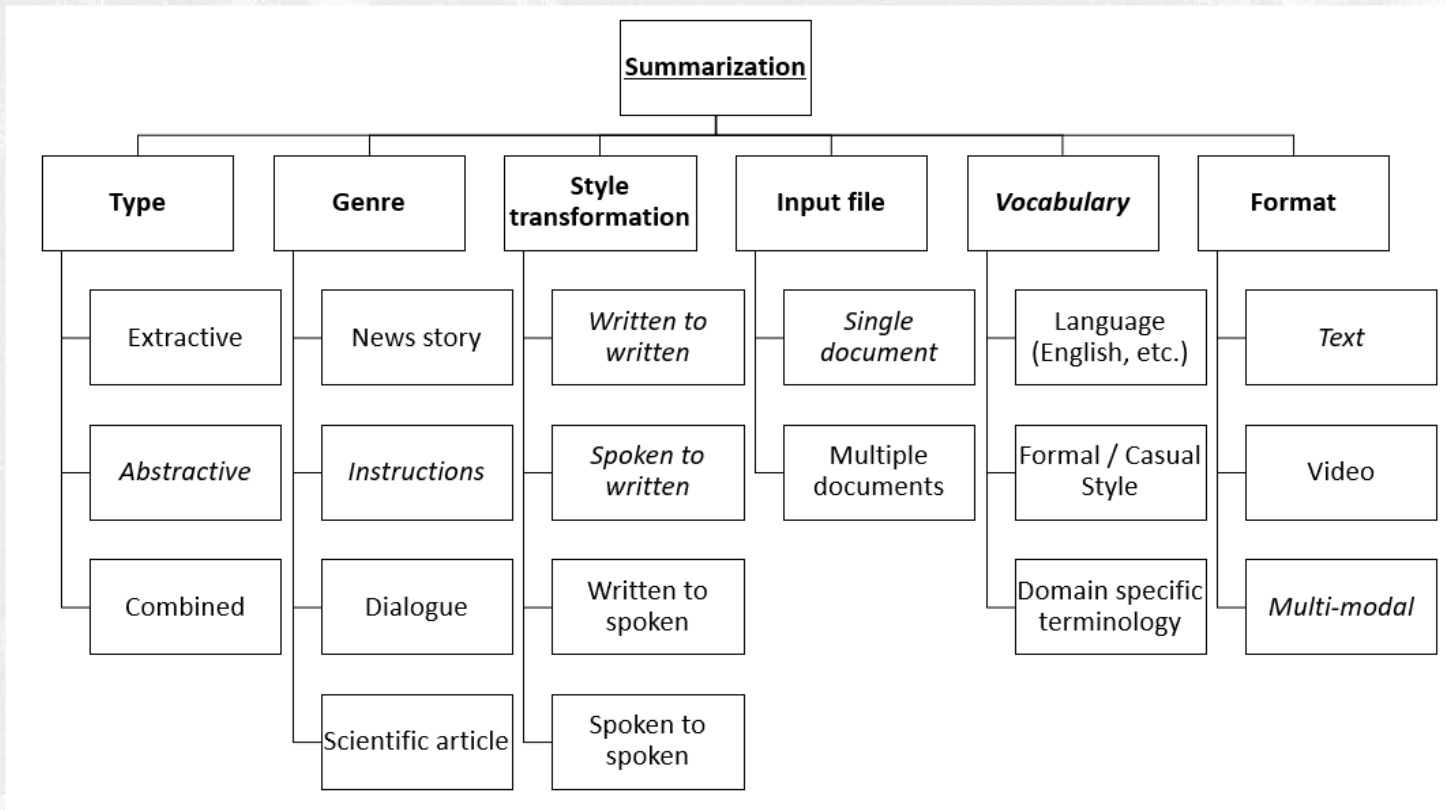 Summarization
Type
Genre
Style
transformation
Input file
Vocabulary
Format
Extractive
News story
Written to
written
Single
document
Language
(English, etc.)
Text
Abstractive
Instructions
Spoken to
written
Multiple
documents
Formal / Casual
Style
Video
Combined
Dialogue
Written to
spoken
Domain specific
terminology
Multi-modal
Scientific article
Spoken to
spoken